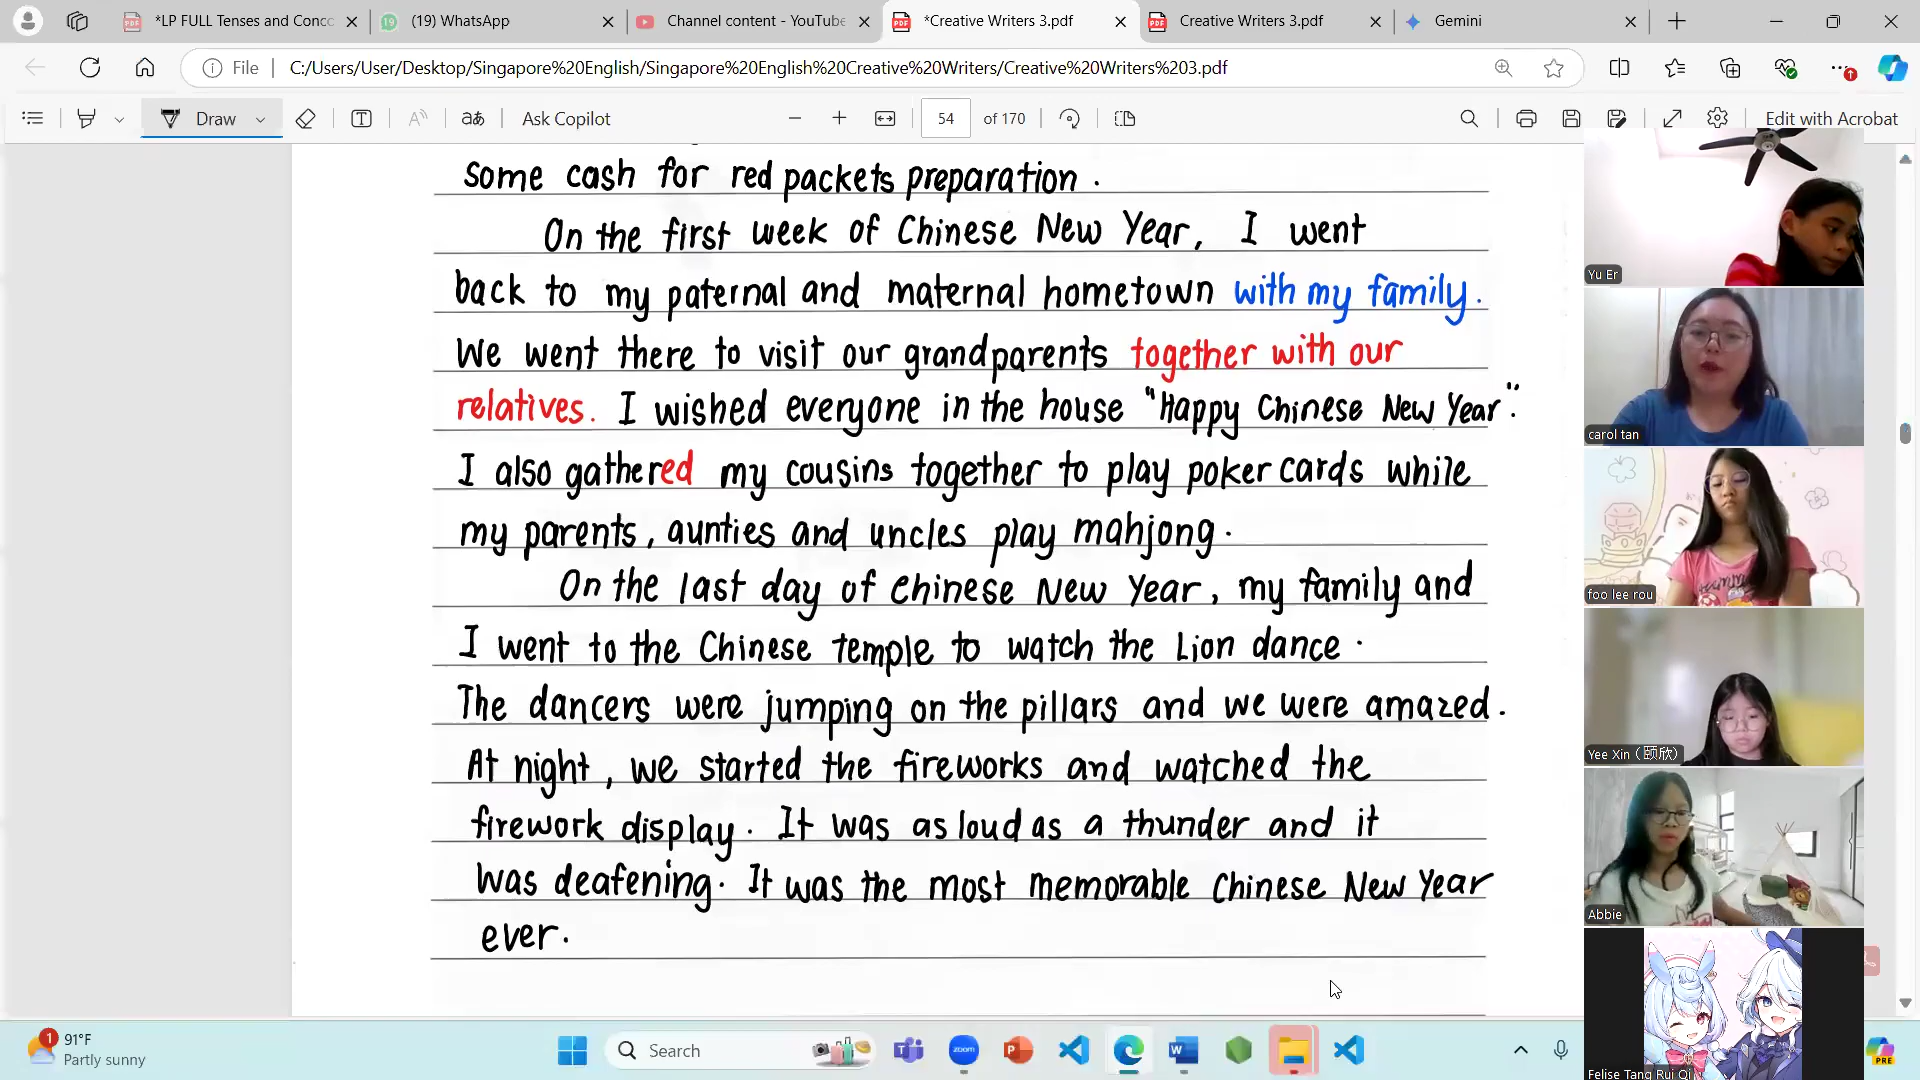 *LP FULL Tenses and Conco
(19) WhatsApp
Channel content - YouTube
*Creative Writers 3.pdf
Creative Writers 3.pdf
Gemini
File
C:/Users/User/Desktop/Singapore%20English/Singapore%20English%20Creative%20Writers/Creative%20Writers%203.pdf
Draw
Ask Copilot
54 of 170
Edit with Acrobat
some cash for red packets preparation.
On the first week of Chinese New Year, I went
back to my paternal and maternal hometown with my family.
We went there to visit our grandparents together with our
relatives. I wished everyone in the house "Happy Chinese New Year".
I also gathered my cousins together to play poker cards while
my parents, aunties and uncles play mahjong.
On the last day of Chinese New Year, my family and
I went to the Chinese temple to watch the Lion dance.
The dancers were jumping on the pillars and we were amazed.
At night, we started the fireworks and watched the
firework display. It was as loud as a thunder and it
was deafening. It was the most memorable Chinese New Year
ever.
Yu Er
carol tan
foo lee rou
Yee Xin (颐欣)
Abbie
Felise Tang Rui Qi
1
91°F
Partly sunny
Search
zoom
PRE